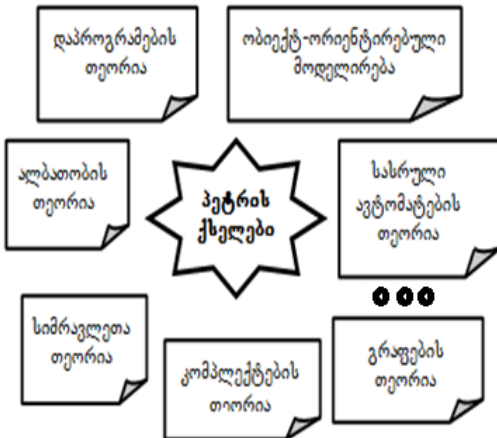 დაპროგრამების
თეორია
ობიექტ-ორიენტირებული
მოდელირება
ალბათობის
თეორია
პეტრის
ქსელები
სასრული
ავტომატების
თეორია
სიმრავლეთა
თეორია
კომპლექტების
თეორია
გრაფების
თეორია